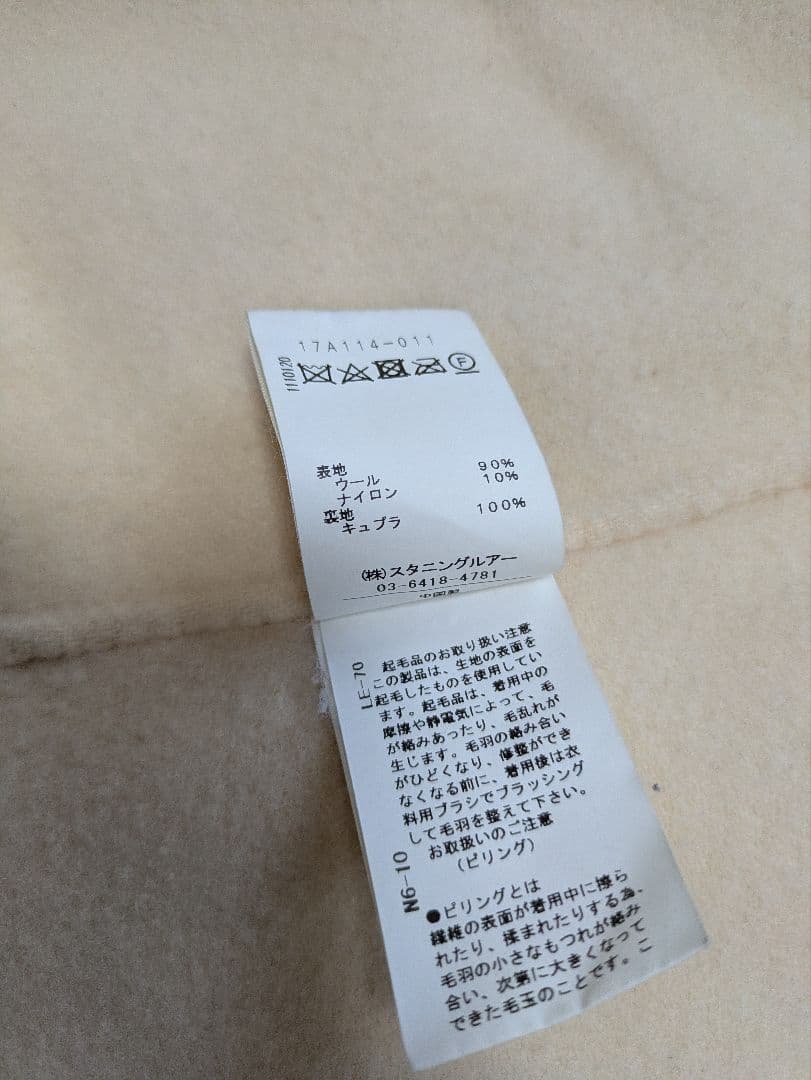 17A114-011
1110120
F
表地
ウール 90%
ナイロン 10%
裏地
キュプラ 100%
(株)スタニングルアー
03-6418-4781
中国製
LE-70
起毛品のお取り扱い注意
この製品は、生地の表面を
起毛したものを使用してい
ます。起毛品は、着用中の
摩擦や静電気によって、毛
が絡みあったり、毛乱れが
生じます。毛羽の絡み合い
がひどくなり、修整ができ
なくなる前に、着用後は衣
料用ブラシでブラッシング
して毛羽を整えて下さい。
N6-10
お取扱いのご注意
(ピリング)
●ピリングとは
繊維の表面が着用中に擦ら
れたり、揉まれたりする為、
毛羽の小さなもつれが絡み
合い、次第に大きくなって
できた毛玉のことです。こ